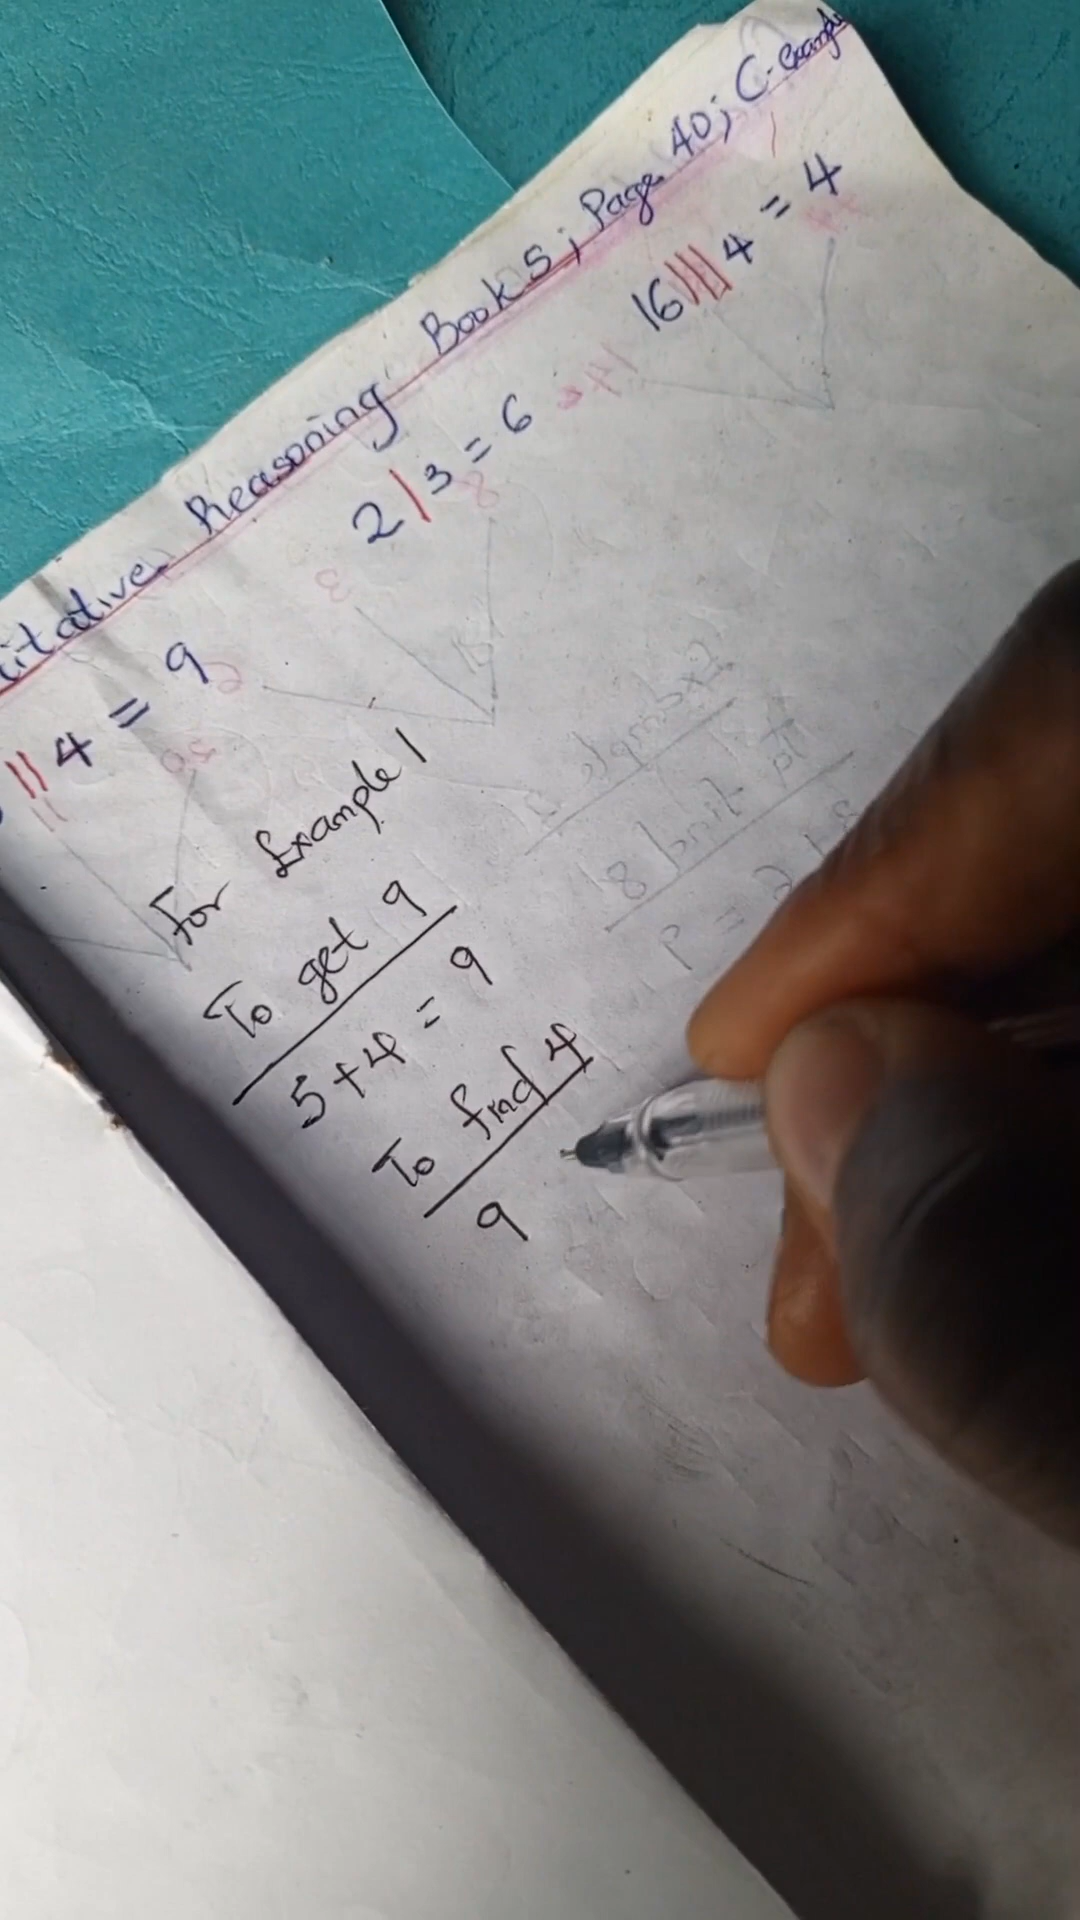 itative Reasoning Book 5; Page 40; C-example
|| 4 = 9
2 | 3 = 6
16 |||| 4 = 4
For Example 1
To get 9
5 + 4 = 9
To find 4
9